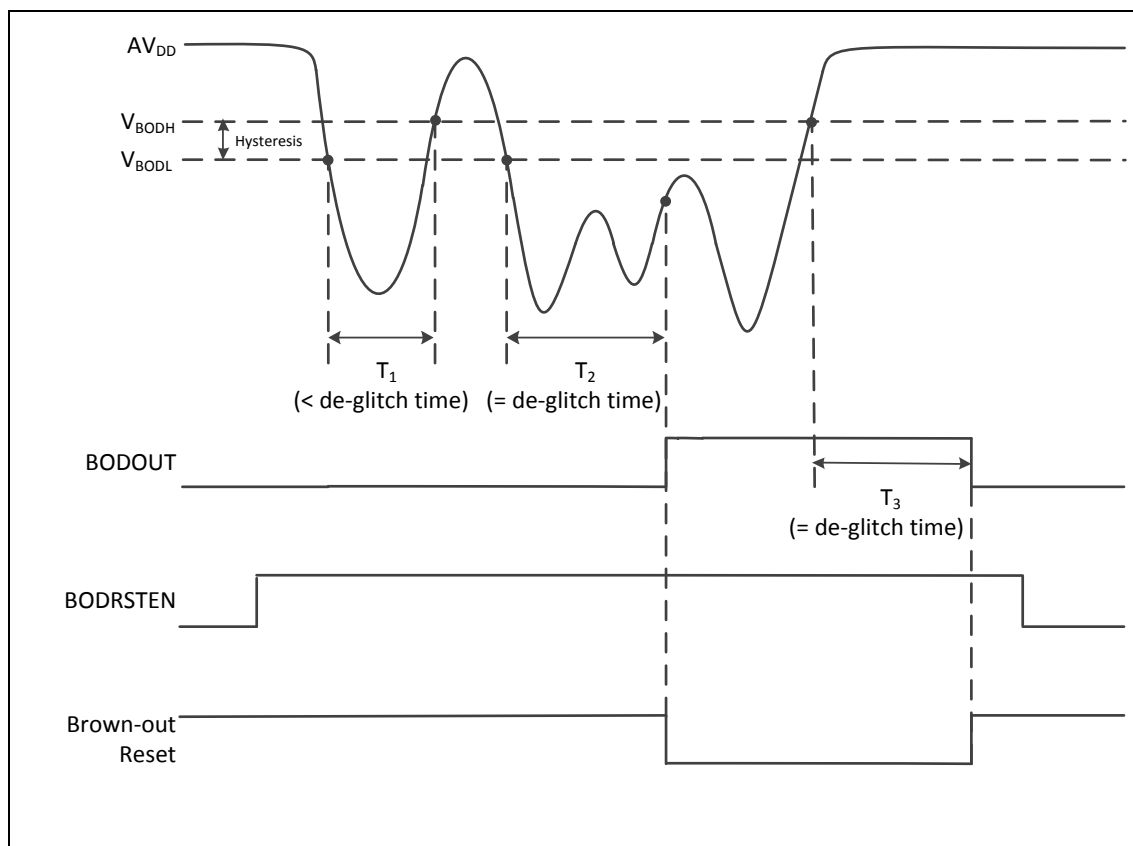 AV_DD
V_BODH
Hysteresis
V_BODL
T_1
(< de-glitch time)
T_2
(= de-glitch time)
BODOUT
T_3
(= de-glitch time)
BODRSTEN
Brown-out
Reset